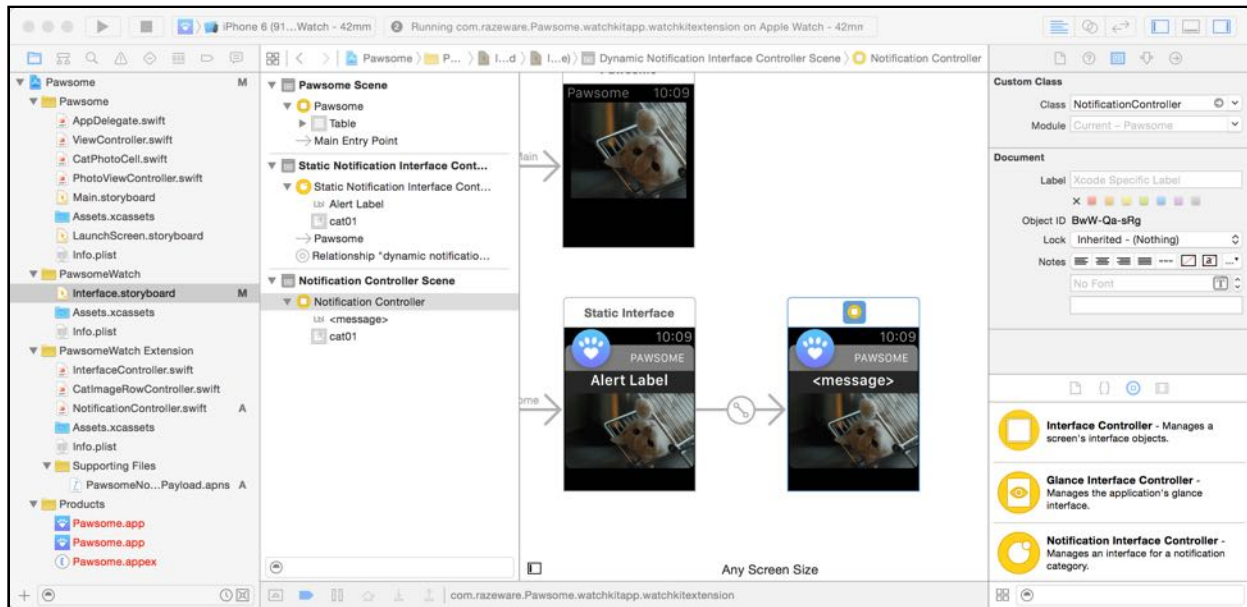 iPhone 6 (91...Watch - 42mm
2 Running com.razeware.Pawsome.watchkitapp.watchkitextension on Apple Watch - 42mm
Pawsome M
Pawsome
AppDelegate.swift
ViewController.swift
CatPhotoCell.swift
PhotoViewController.swift
Main.storyboard
Assets.xcassets
LaunchScreen.storyboard
Info.plist
PawsomeWatch
Interface.storyboard M
Assets.xcassets
Info.plist
PawsomeWatch Extension
InterfaceController.swift
CatImageRowController.swift
NotificationController.swift A
Assets.xcassets
Info.plist
Supporting Files
PawsomeNo...Payload.apns A
Products
Pawsome.app
Pawsome.app
Pawsome.appex
Pawsome P... I...d I...e) Dynamic Notification Interface Controller Scene Notification Controller
Pawsome Scene
Pawsome
Table
Main Entry Point
Static Notification Interface Cont...
Static Notification Interface Cont...
Lbl Alert Label
cat01
Pawsome
Relationship "dynamic notificatio...
Notification Controller Scene
Notification Controller
Lbl <message>
cat01
Pawsome
Pawsome 10:09
Main
Static Interface
10:09
PAWSOME
Alert Label
ome
10:09
PAWSOME
<message>
Any Screen Size
com.razeware.Pawsome.watchkitapp.watchkitextension
Custom Class
Class NotificationController
Module Current – Pawsome
Document
Label Xcode Specific Label
Object ID BwW-Qa-sRg
Lock Inherited - (Nothing)
Notes
No Font
Interface Controller - Manages a
screen's interface objects.
Glance Interface Controller -
Manages the application's glance
interface.
Notification Interface Controller -
Manages an interface for a notification
category.